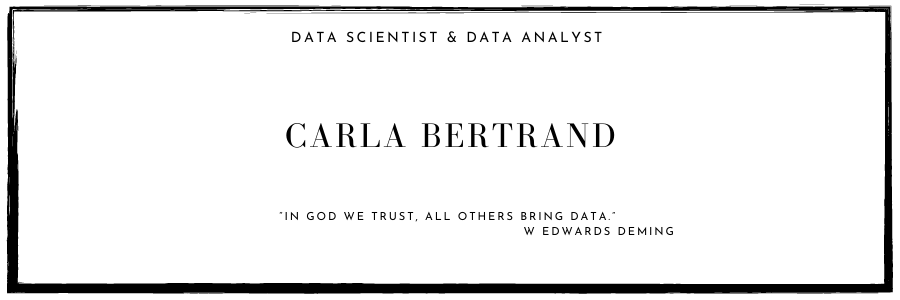 DATA SCIENTIST & DATA ANALYST
CARLA BERTRAND
"IN GOD WE TRUST, ALL OTHERS BRING DATA."
W EDWARDS DEMING